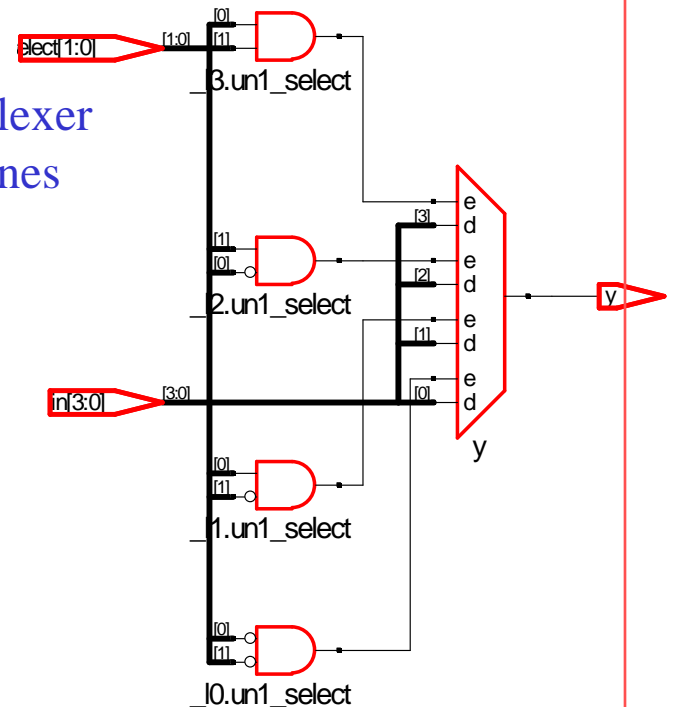 [0]
elect[1:0]
[1:0]
[1]
_l3.un1_select
lexer
nes
e
[3]
d
[1]
e
[0]
[2]
d
y
_l2.un1_select
e
[1]
d
e
in[3:0]
[3:0]
[0]
d
y
[0]
[1]
_l1.un1_select
[0]
[1]
_l0.un1_select